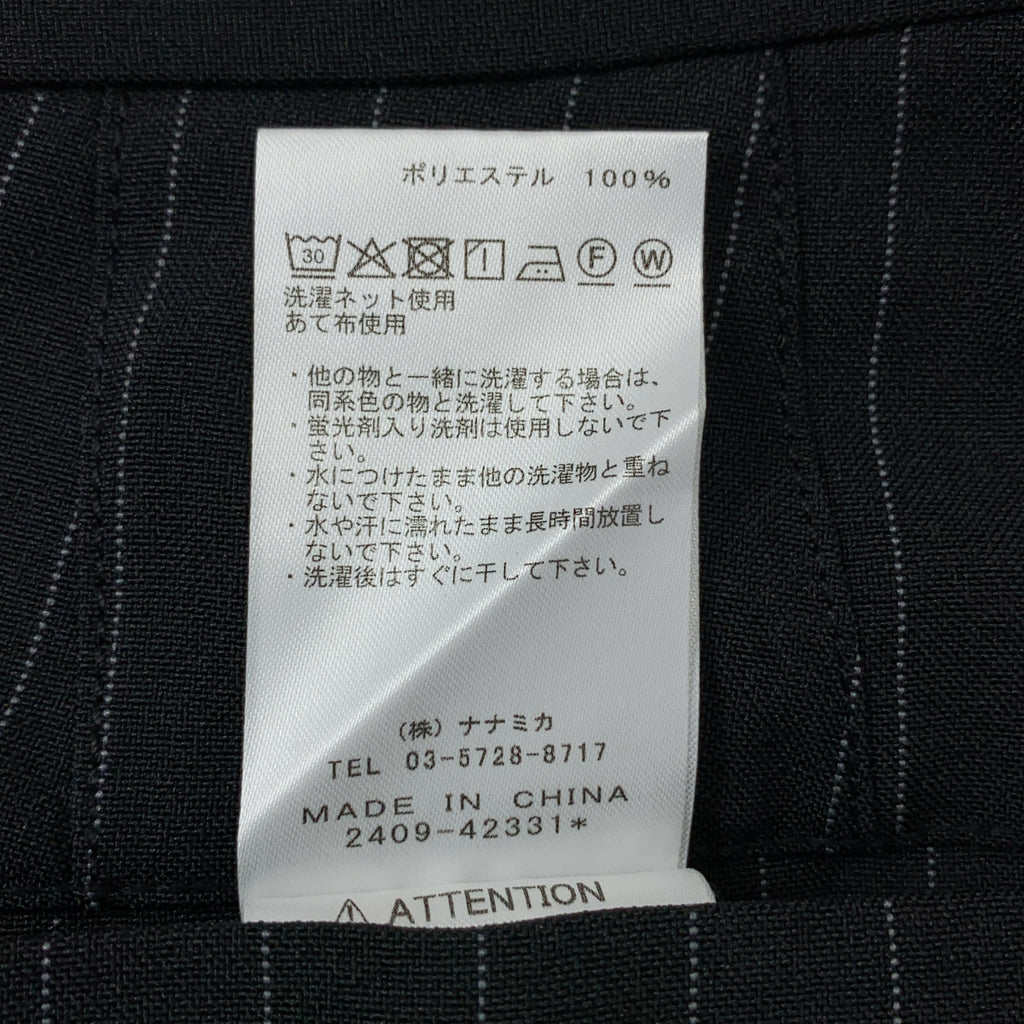 ポリエステル 100%
30 F W
洗濯ネット使用
あて布使用
・他の物と一緒に洗濯する場合は、
同系色の物と洗濯して下さい。
・蛍光剤入り洗剤は使用しないで下
さい。
・水につけたまま他の洗濯物と重ね
ないで下さい。
・水や汗に濡れたまま長時間放置し
ないで下さい。
・洗濯後はすぐに干して下さい。
(株) ナナミカ
TEL 03-5728-8717
MADE IN CHINA
2409-42331*
⚠ ATTENTION